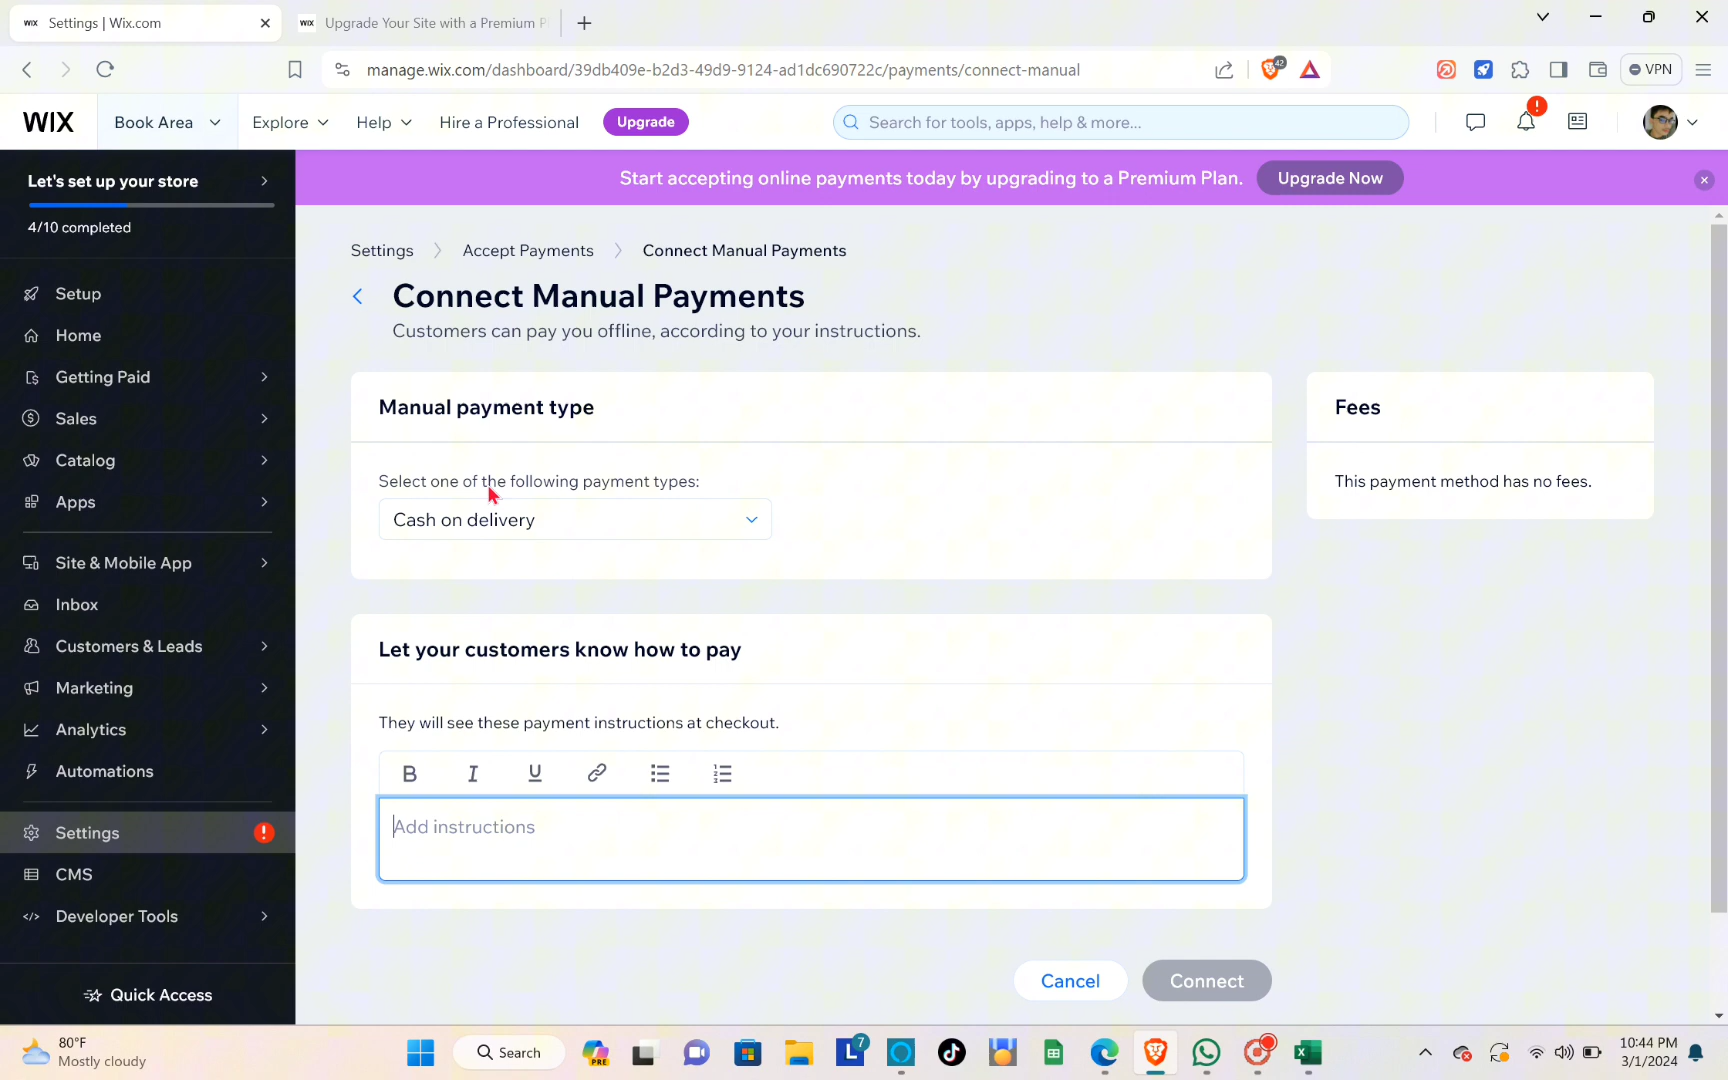 WIX Settings | Wix.com
WIX Upgrade Your Site with a Premium P
manage.wix.com/dashboard/39db409e-b2d3-49d9-9124-ad1dc690722c/payments/connect-manual
42
VPN
WIX
Book Area
Explore
Help
Hire a Professional
Upgrade
Search for tools, apps, help & more...
!
Let's set up your store
4/10 completed
Start accepting online payments today by upgrading to a Premium Plan.
Upgrade Now
Setup
Home
Getting Paid
Sales
Catalog
Apps
Site & Mobile App
Inbox
Customers & Leads
Marketing
Analytics
Automations
Settings !
CMS
Developer Tools
Quick Access
Settings
Accept Payments
Connect Manual Payments
Connect Manual Payments
Customers can pay you offline, according to your instructions.
Manual payment type
Select one of the following payment types:
Cash on delivery
Fees
This payment method has no fees.
Let your customers know how to pay
They will see these payment instructions at checkout.
B I U
Add instructions
Cancel
Connect
80°F
Mostly cloudy
Search
PRE
L 7
10:44 PM
3/1/2024